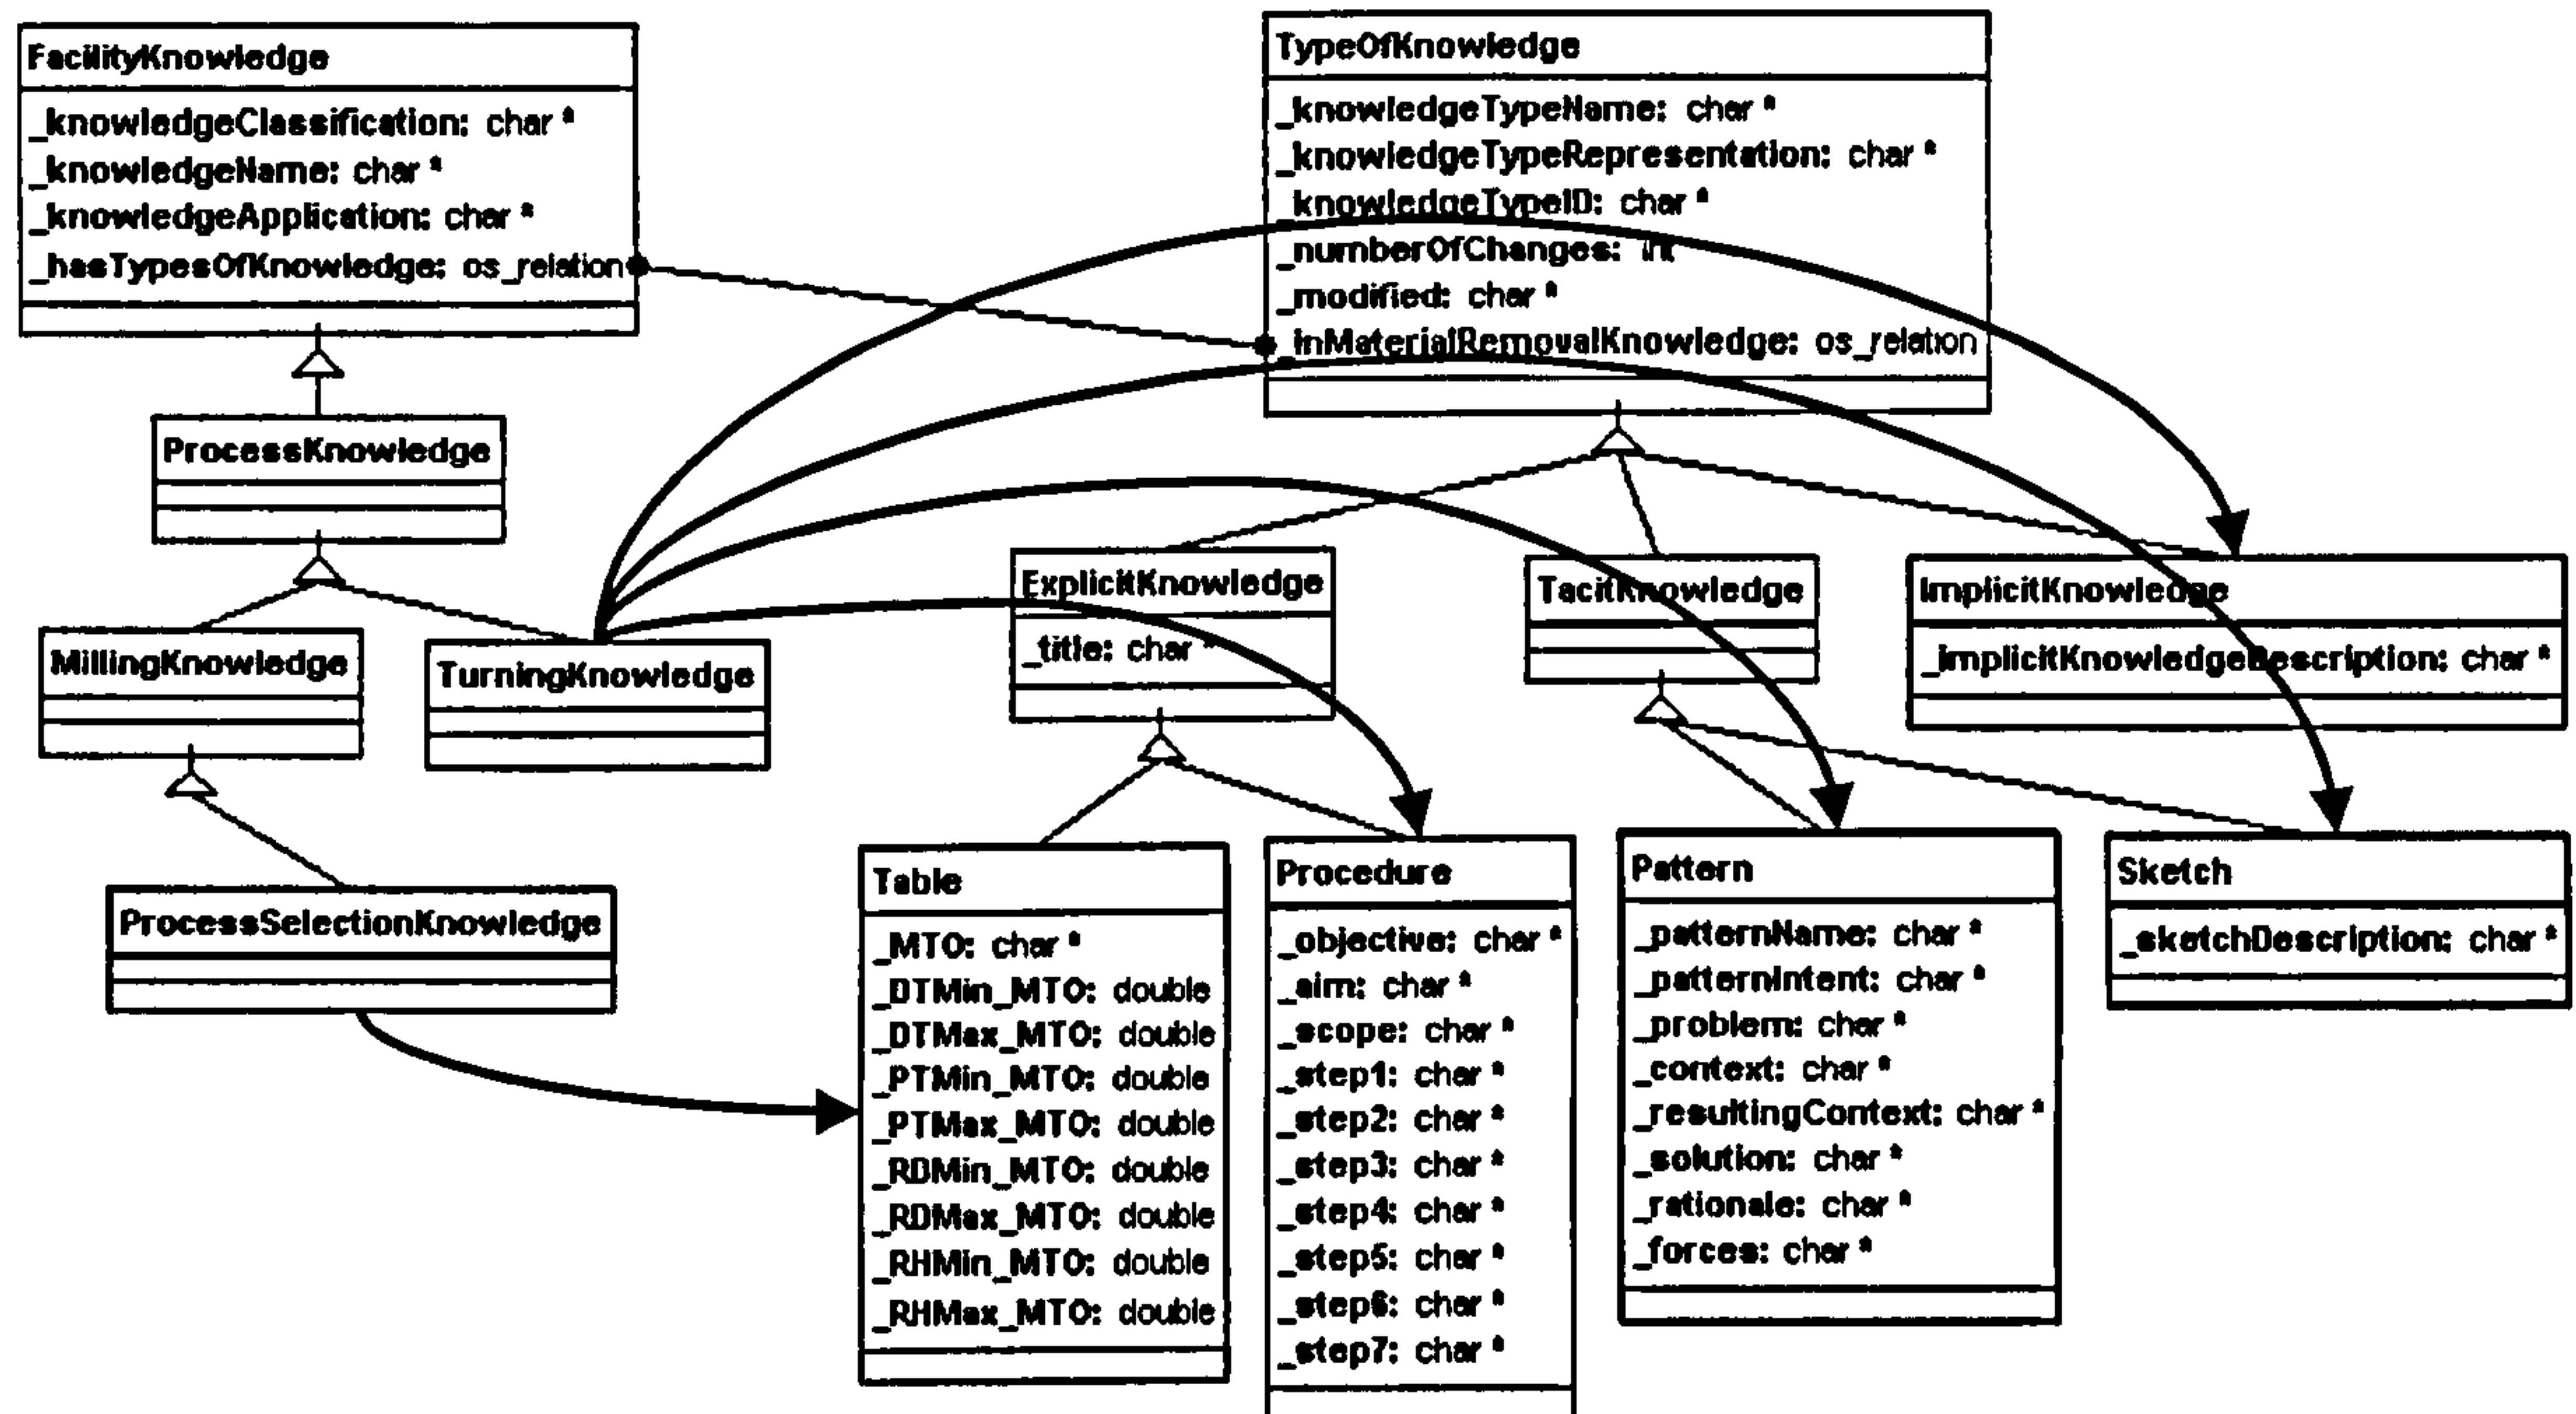 FacilityKnowledge
_knowledgeClassification: char *
_knowledgeName: char *
_knowledgeApplication: char *
_hasTypesOfKnowledge: os_relation
TypeOfKnowledge
_knowledgeTypeName: char *
_knowledgeTypeRepresentation: char *
_knowledgeTypeID: char *
_numberOfChanges: int
_modified: char *
_inMaterialRemovalKnowledge: os_relation
ProcessKnowledge
MillingKnowledge
TurningKnowledge
ProcessSelectionKnowledge
ExplicitKnowledge
_title: char *
TacitKnowledge
ImplicitKnowledge
_implicitKnowledgeDescription: char *
Table
_MTO: char *
_DTMin_MTO: double
_DTMax_MTO: double
_PTMin_MTO: double
_PTMax_MTO: double
_RDMin_MTO: double
_RDMax_MTO: double
_RHMin_MTO: double
_RHMax_MTO: double
Procedure
_objective: char *
_aim: char *
_scope: char *
_step1: char *
_step2: char *
_step3: char *
_step4: char *
_step5: char *
_step6: char *
_step7: char *
Pattern
_patternName: char *
_patternIntent: char *
_problem: char *
_context: char *
_resultingContext: char *
_solution: char *
_rationale: char *
_forces: char *
Sketch
_sketchDescription: char *